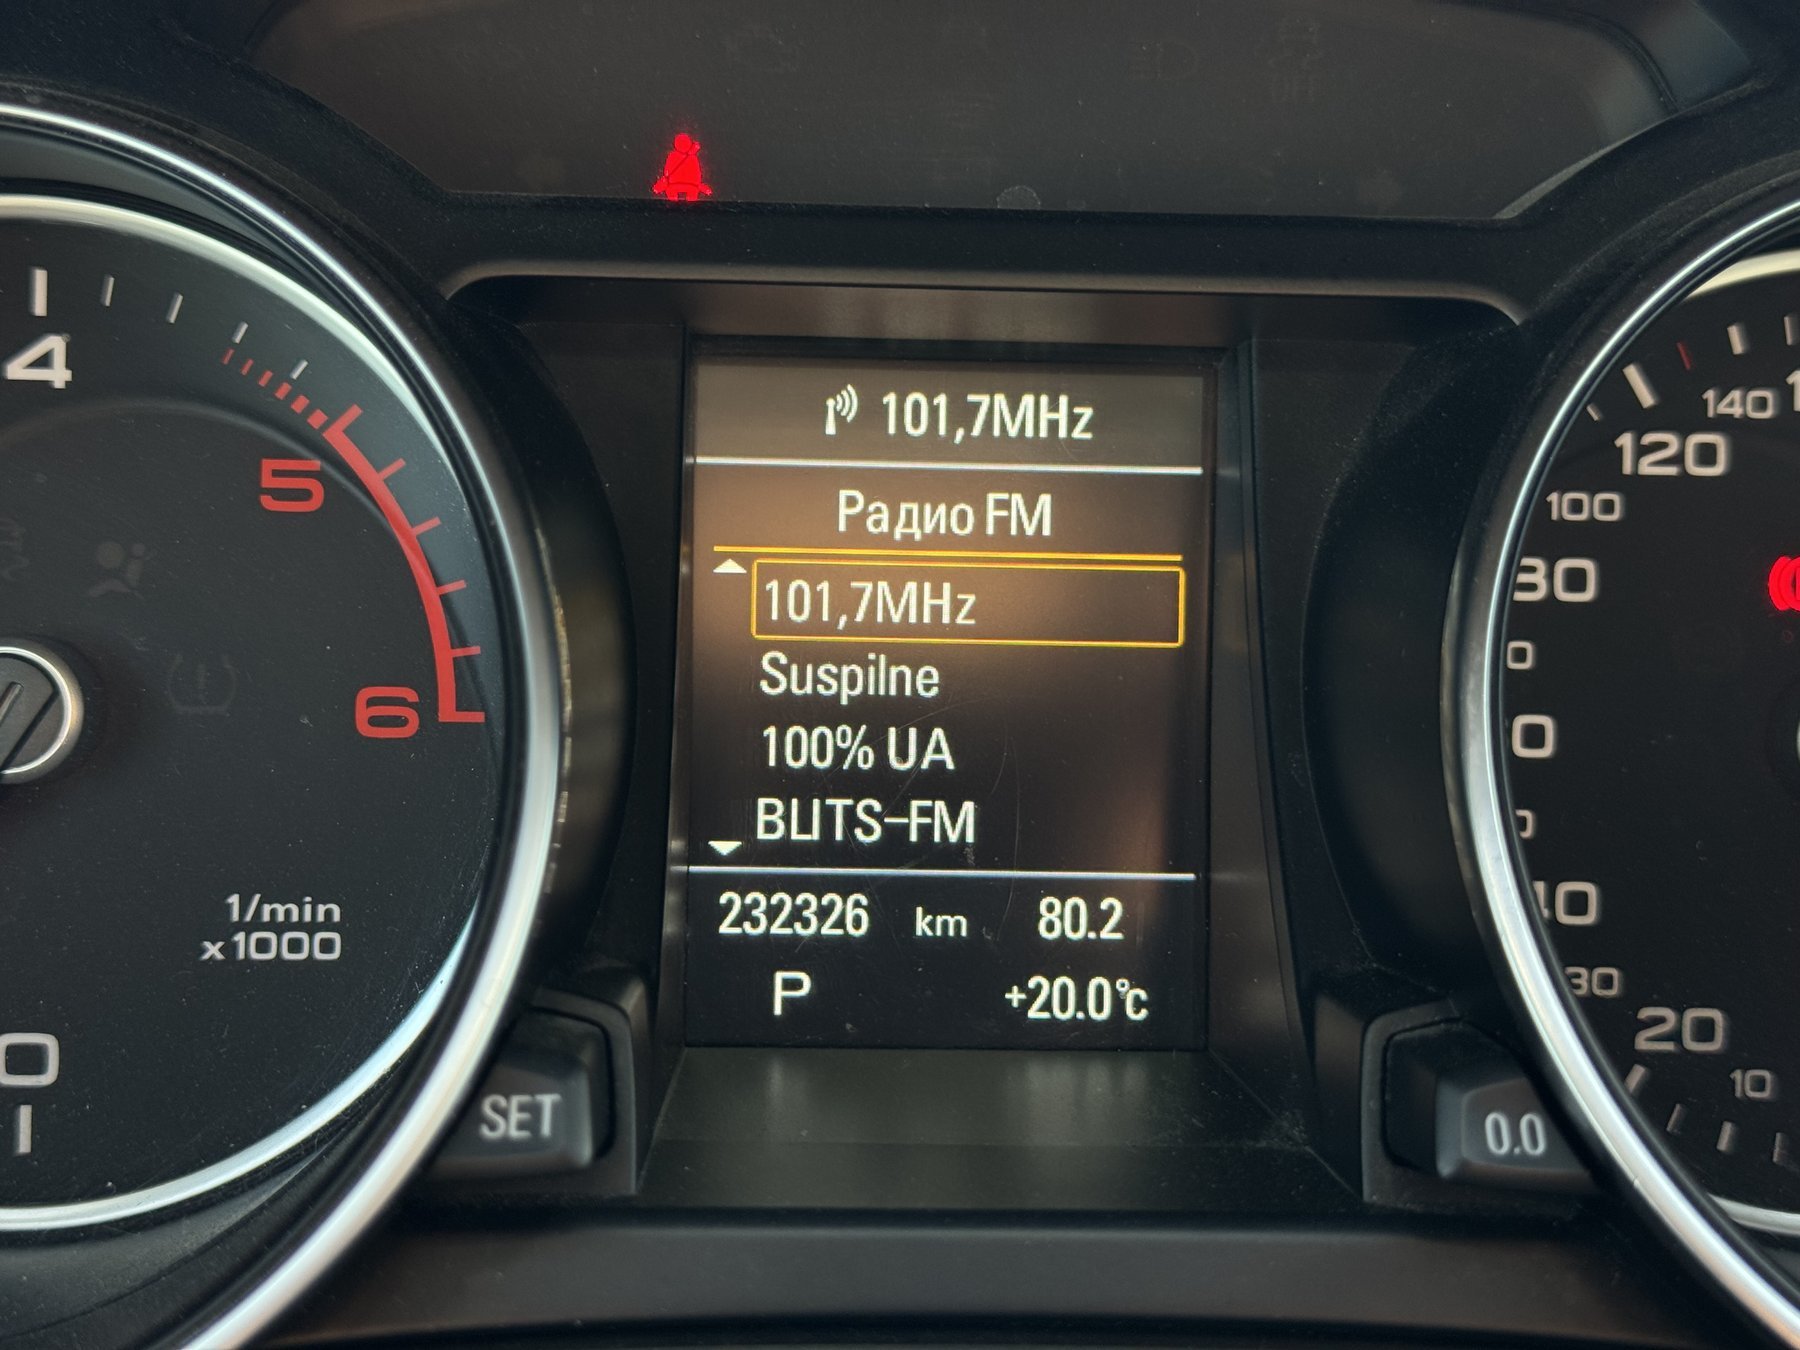 101,7MHz
Радио FM
101,7MHz
Suspilne
100% UA
BLITS-FM
232326 km 80.2
P +20.0°C
SET
0.0
4
5
6
1/min
x1000
0
140
120
100
20
10